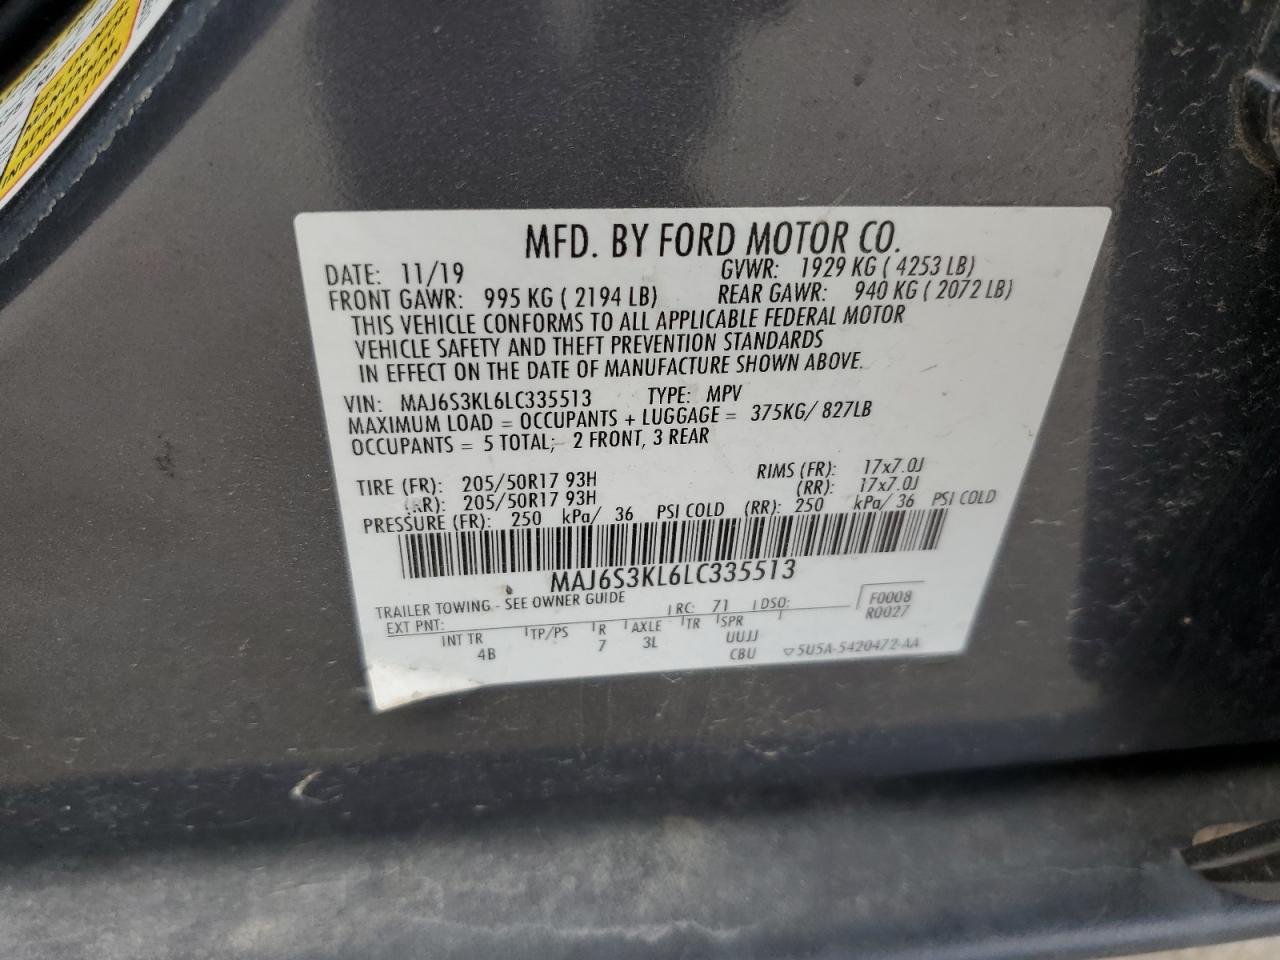 INFORMATION
MFD. BY FORD MOTOR CO.
DATE: 11/19 GVWR: 1929 KG ( 4253 LB)
FRONT GAWR: 995 KG ( 2194 LB) REAR GAWR: 940 KG ( 2072 LB)
THIS VEHICLE CONFORMS TO ALL APPLICABLE FEDERAL MOTOR
VEHICLE SAFETY AND THEFT PREVENTION STANDARDS
IN EFFECT ON THE DATE OF MANUFACTURE SHOWN ABOVE.
VIN: MAJ6S3KL6LC335513 TYPE: MPV
MAXIMUM LOAD = OCCUPANTS + LUGGAGE = 375KG/ 827LB
OCCUPANTS = 5 TOTAL; 2 FRONT, 3 REAR
TIRE (FR): 205/50R17 93H RIMS (FR): 17x7.0J
(RR): 205/50R17 93H (RR): 17x7.0J
PRESSURE (FR): 250 kPa/ 36 PSI COLD (RR): 250 kPa/ 36 PSI COLD
MAJ6S3KL6LC335513
TRAILER TOWING - SEE OWNER GUIDE
EXT PNT: RC: 71 DSO: F0008
R0027
INT TR TP/PS R AXLE TR SPR
4B 7 3L UUJJ
CBU 5U5A-5420472-AA